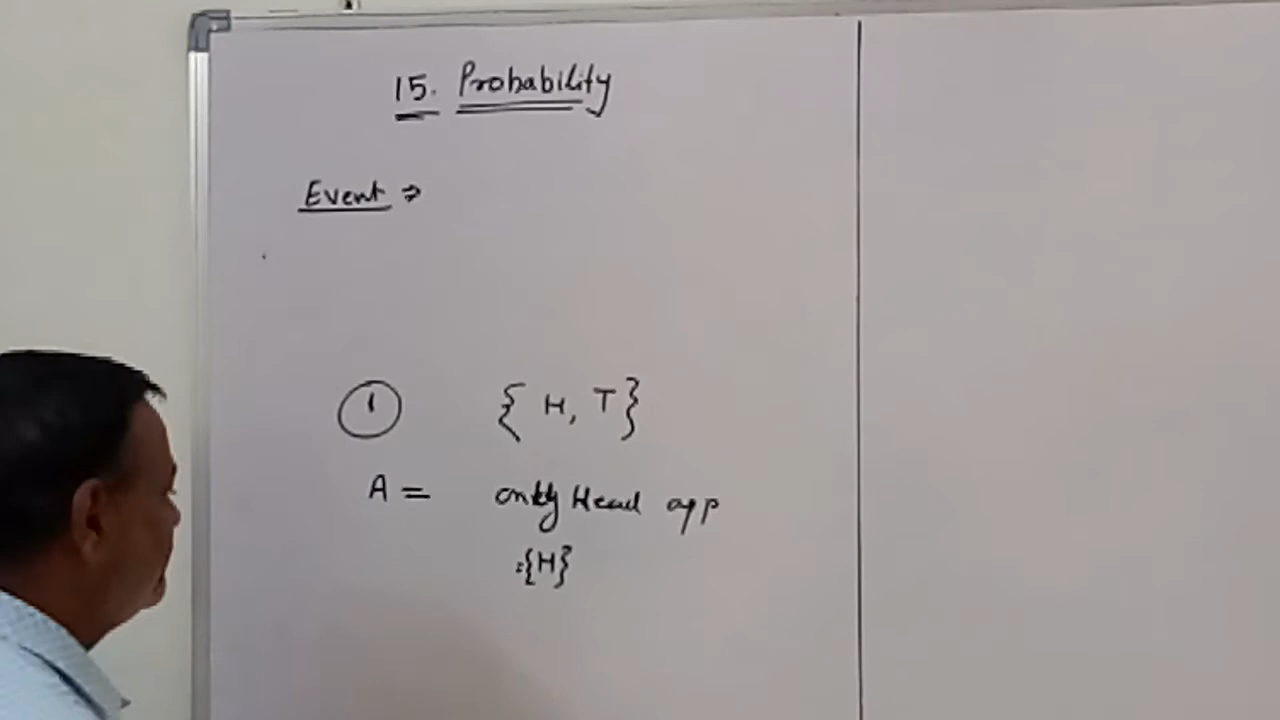 15. Probability
Event ⇒
1 { H, T }
A = only Head app
= {H}